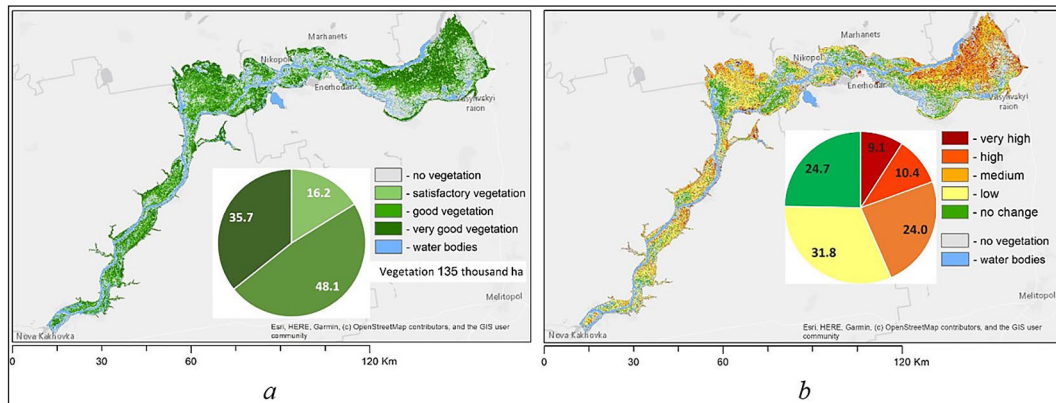 Marhanets
Nikopol
Enerhodar
Vasylivskyi
raion
- no vegetation
- satisfactory vegetation
- good vegetation
- very good vegetation
- water bodies
16.2
35.7
48.1
Vegetation 135 thousand ha
Melitopol
Nova Kakhovka
Esri, HERE, Garmin, (c) OpenStreetMap contributors, and the GIS user
community
0 30 60 90 120 Km
a
Marhanets
Nikopol
Enerhodar
Vasylivskyi
raion
- very high
- high
- medium
- low
- no change
- no vegetation
- water bodies
9.1
24.7
10.4
24.0
31.8
Melitopol
Nova Kakhovka
Esri, HERE, Garmin, (c) OpenStreetMap contributors, and the GIS user
community
0 30 60 90 120 Km
b